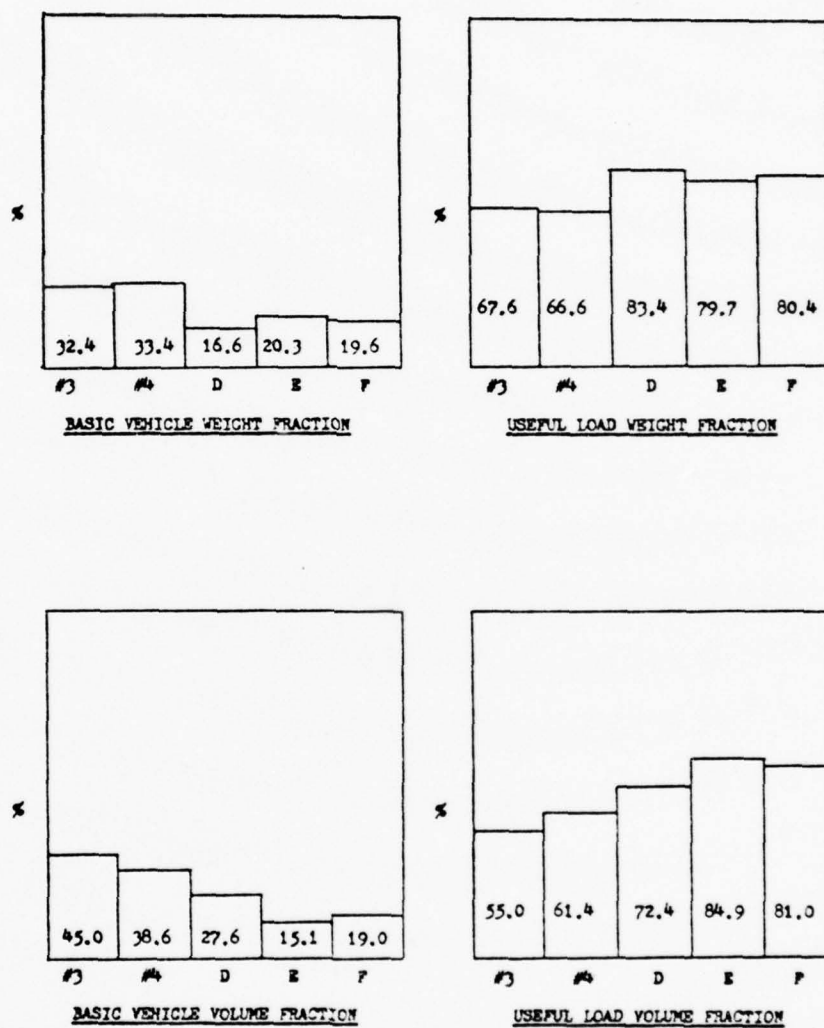 %
32.4 33.4 16.6 20.3 19.6
#3 #4 D E F
BASIC VEHICLE WEIGHT FRACTION
%
67.6 66.6 83.4 79.7 80.4
#3 #4 D E F
USEFUL LOAD WEIGHT FRACTION
%
45.0 38.6 27.6 15.1 19.0
#3 #4 D E F
BASIC VEHICLE VOLUME FRACTION
%
55.0 61.4 72.4 84.9 81.0
#3 #4 D E F
USEFUL LOAD VOLUME FRACTION